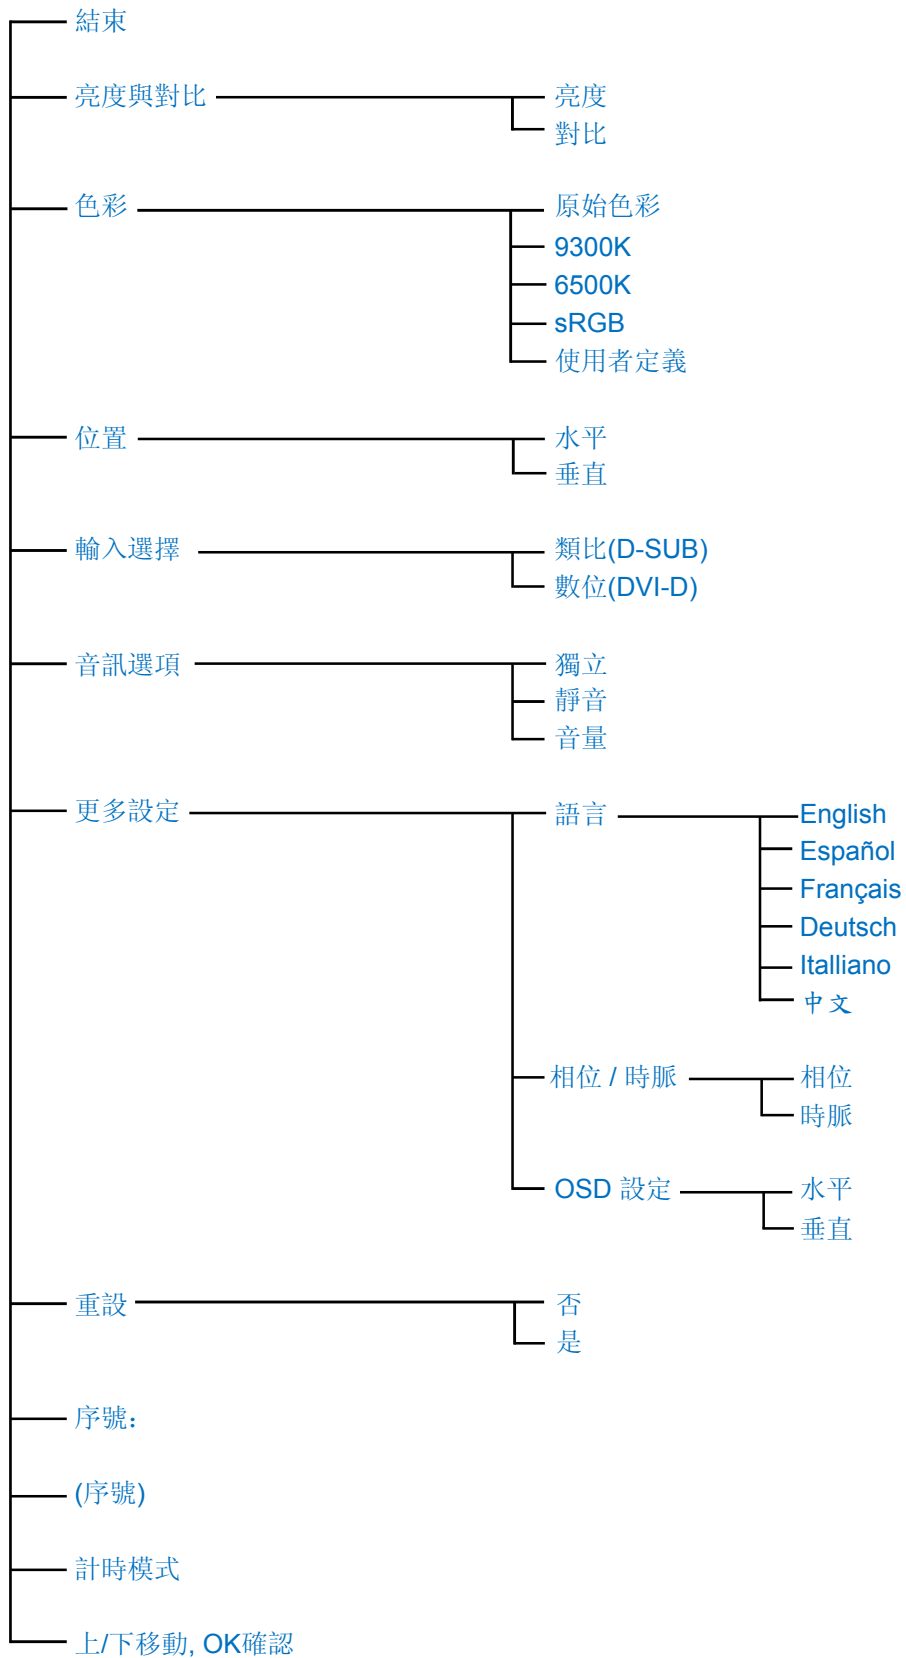 結束
亮度與對比
亮度
對比
色彩
原始色彩
9300K
6500K
sRGB
使用者定義
位置
水平
垂直
輸入選擇
類比(D-SUB)
數位(DVI-D)
音訊選項
獨立
靜音
音量
更多設定
語言
English
Español
Français
Deutsch
Italliano
中文
相位 / 時脈
相位
時脈
OSD 設定
水平
垂直
重設
否
是
序號:
(序號)
計時模式
上/下移動, OK確認